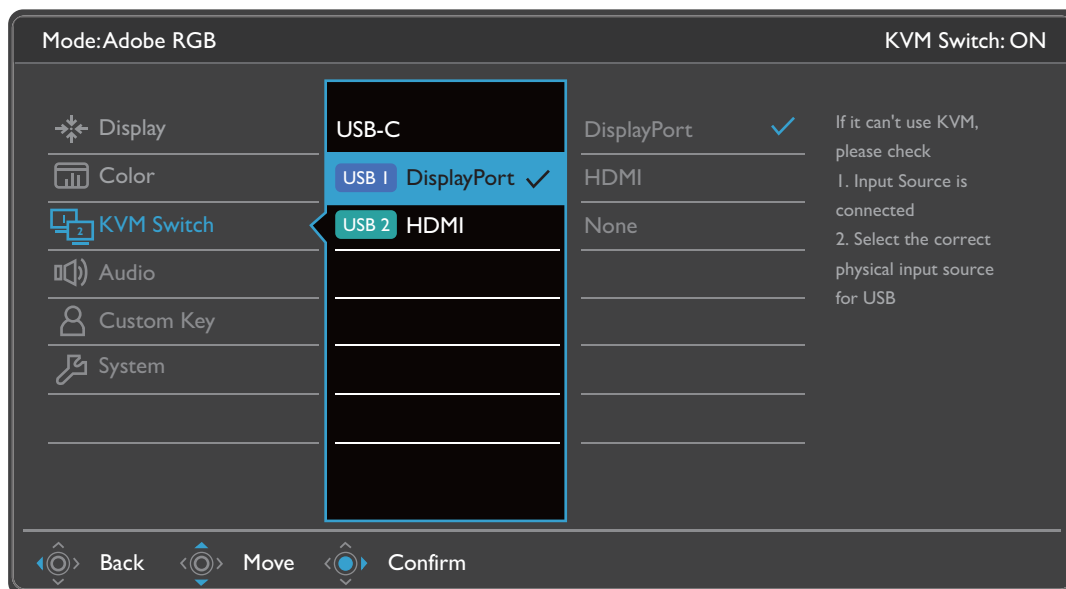 Mode:Adobe RGB
KVM Switch: ON
Display
Color
1
2
KVM Switch
Audio
Custom Key
System
USB-C
USB 1 DisplayPort
USB 2 HDMI
DisplayPort
HDMI
None
If it can't use KVM,
please check
1. Input Source is
connected
2. Select the correct
physical input source
for USB
Back
Move
Confirm